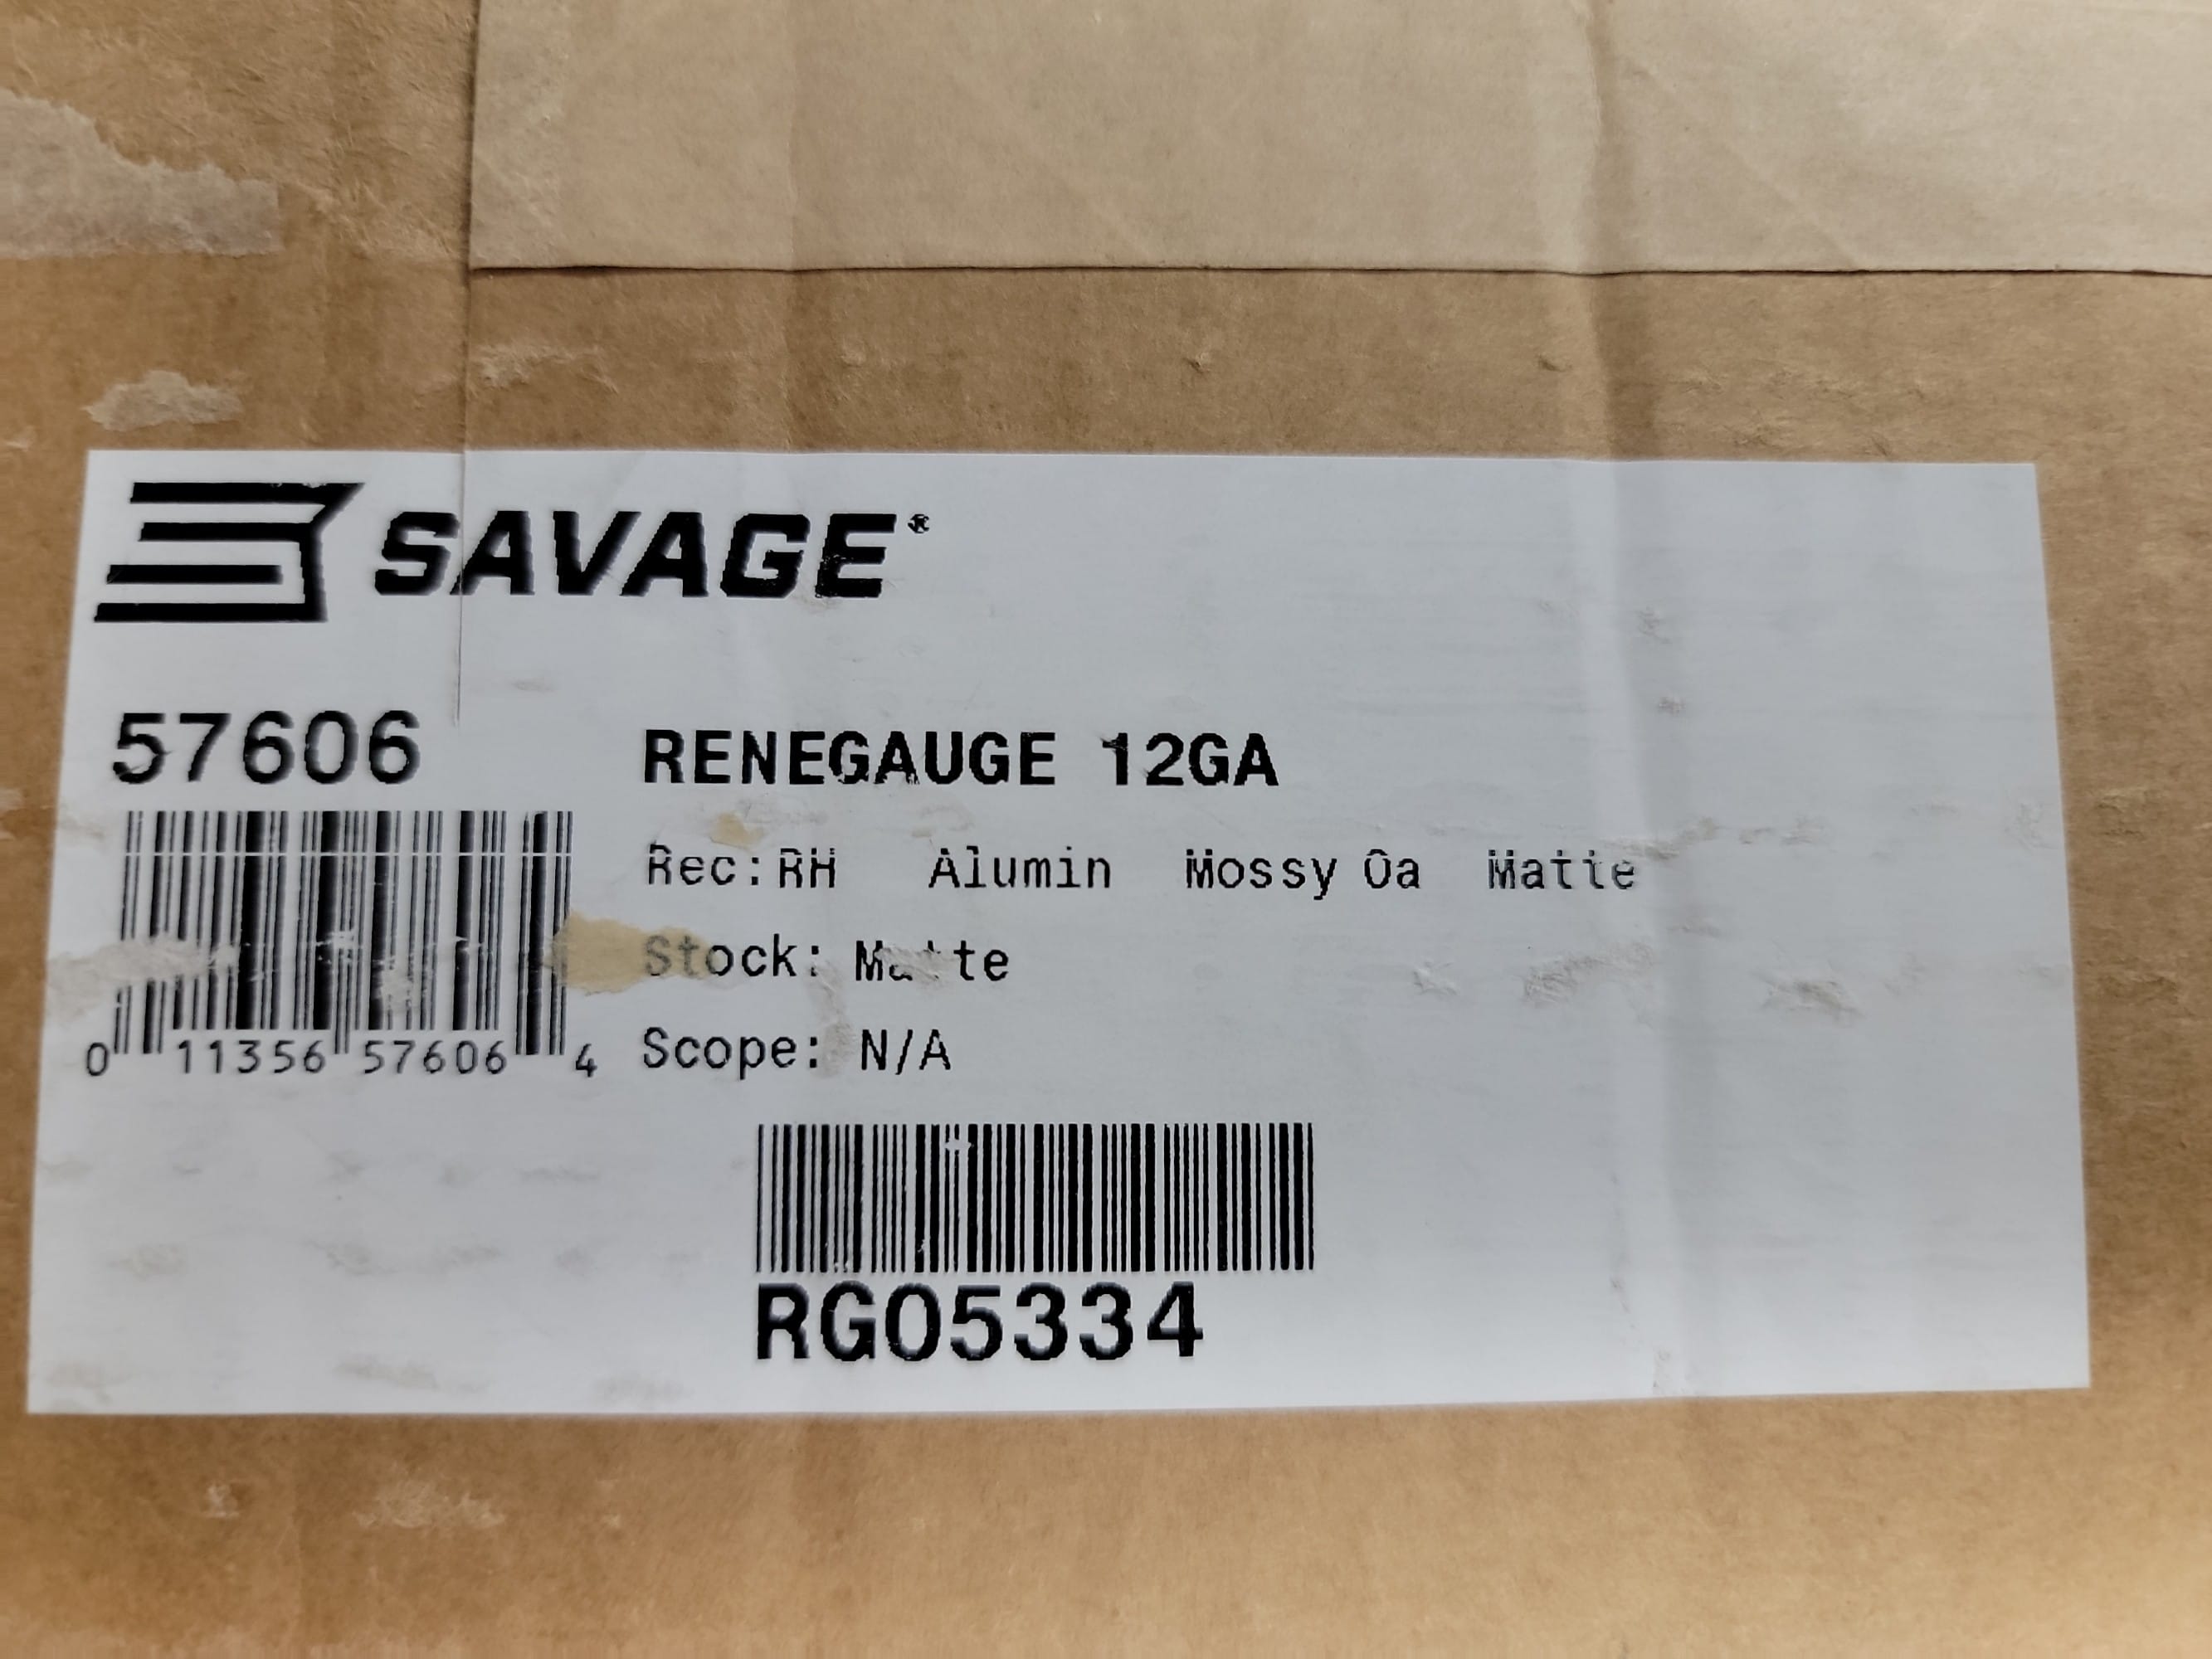 SAVAGE®
57606
RENEGAUGE 12GA
Rec: RH Alumin Mossy Oa Matte
Stock: Matte
Scope: N/A
0 11356 57606 4
RG05334